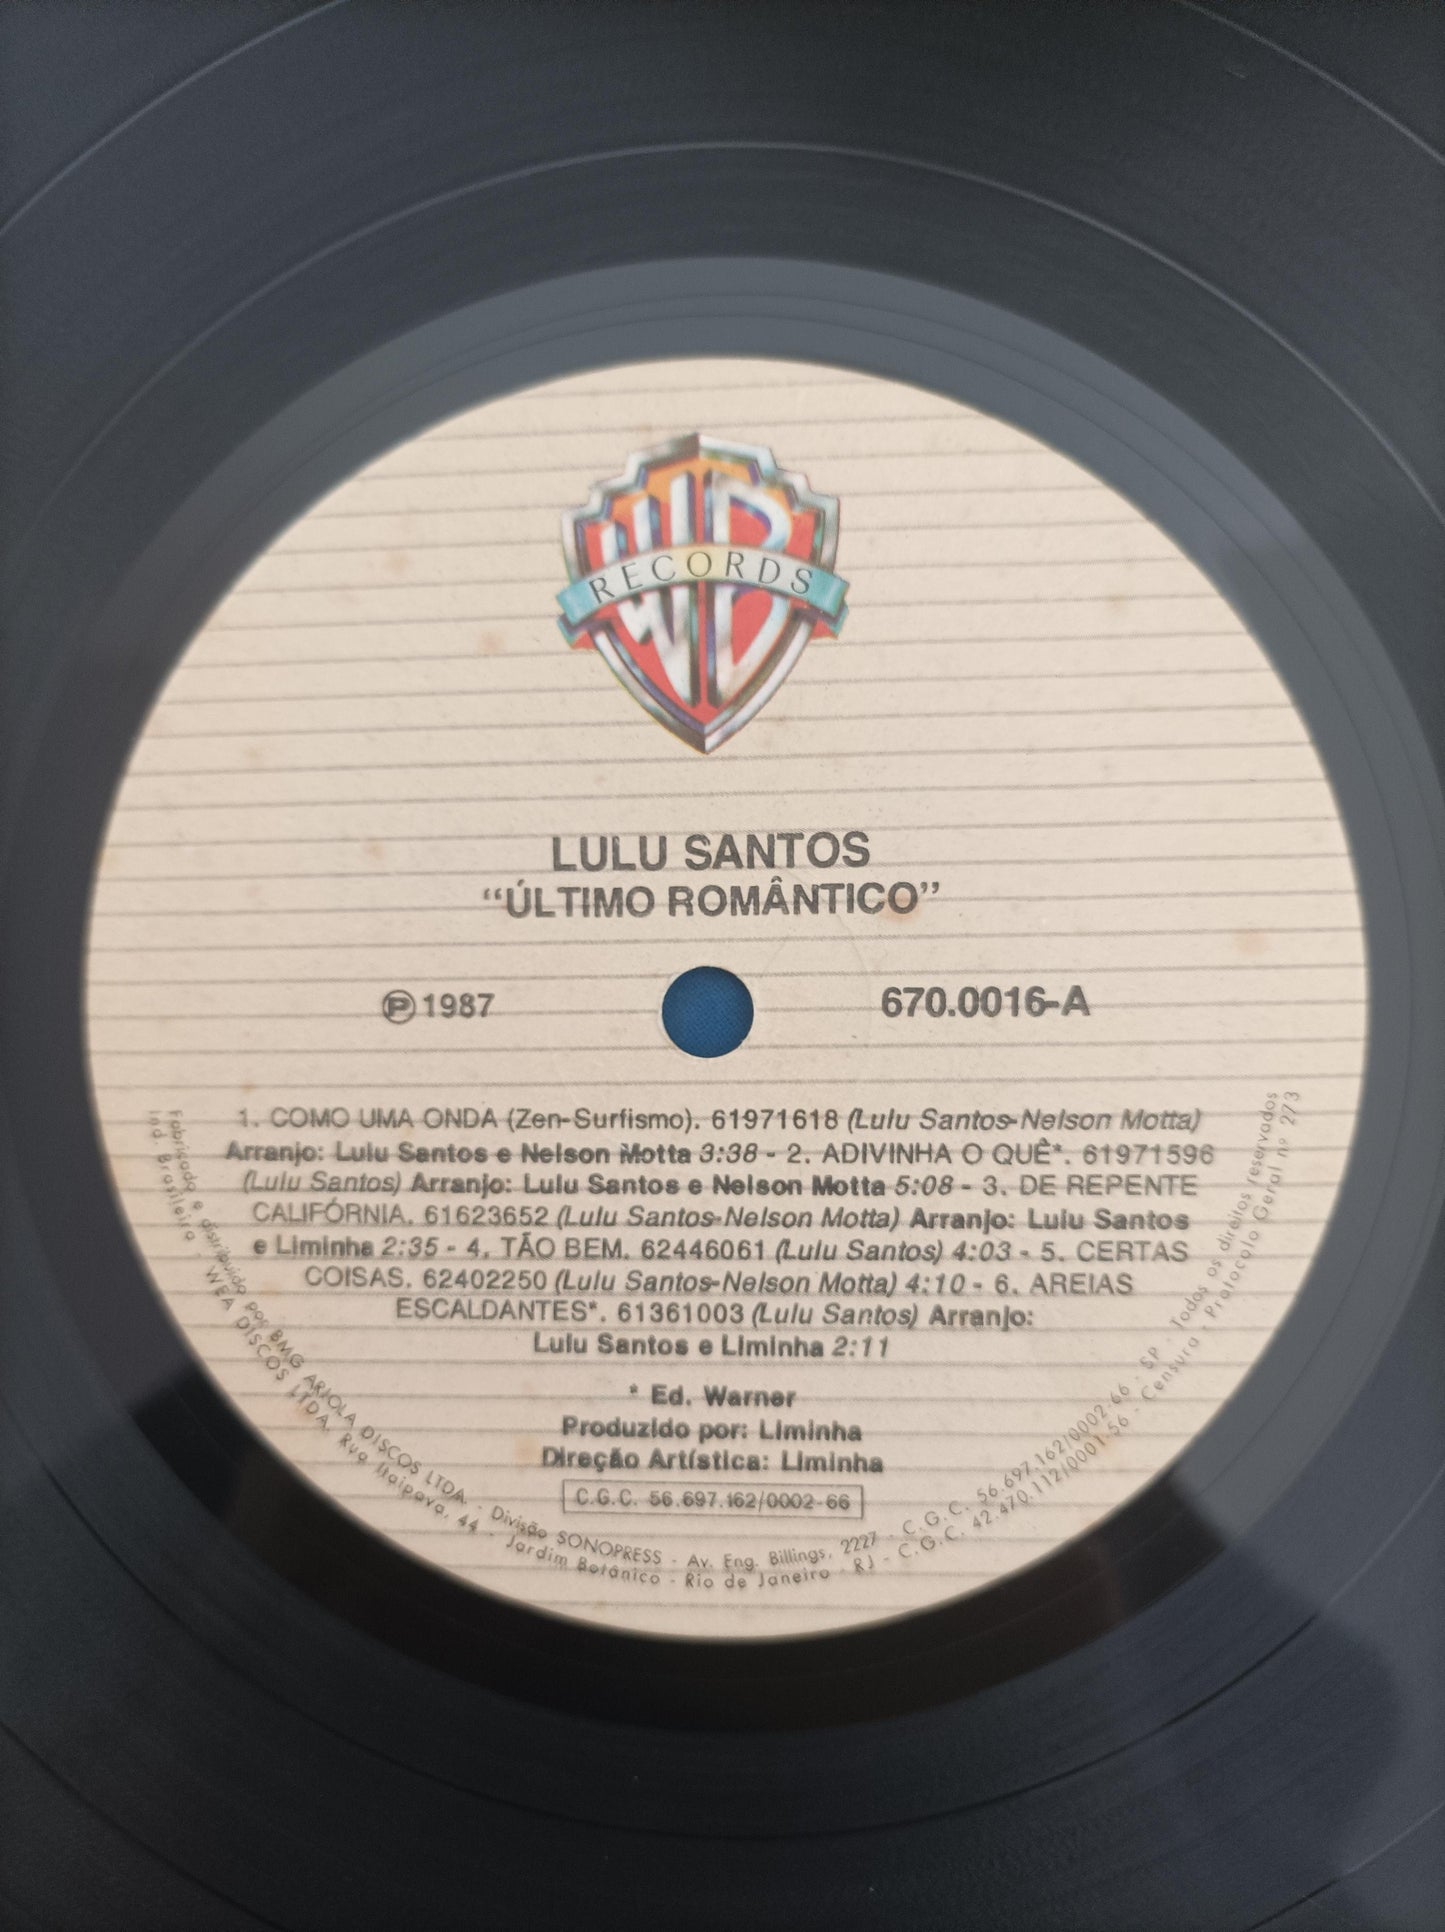 WB
RECORDS
LULU SANTOS
“ÚLTIMO ROMÂNTICO”
Ⓟ 1987
670.0016-A
1. COMO UMA ONDA (Zen-Surfismo). 61971618 (Lulu Santos-Nelson Motta)
Arranjo: Lulu Santos e Nelson Motta 3:38 - 2. ADIVINHA O QUÊ*. 61971596
(Lulu Santos) Arranjo: Lulu Santos e Nelson Motta 5:08 - 3. DE REPENTE
CALIFÓRNIA. 61623652 (Lulu Santos-Nelson Motta) Arranjo: Lulu Santos
e Liminha 2:35 - 4. TÃO BEM. 62446061 (Lulu Santos) 4:03 - 5. CERTAS
COISAS. 62402250 (Lulu Santos-Nelson Motta) 4:10 - 6. AREIAS
ESCALDANTES*. 61361003 (Lulu Santos) Arranjo:
Lulu Santos e Liminha 2:11
* Ed. Warner
Produzido por: Liminha
Direção Artística: Liminha
C.G.C. 56.697.162/0002-66
Fabricado e distribuído por BMG ARIOLA DISCOS LTDA. - Divisão SONOPRESS - Av. Eng. Billings, 2227 - C.G.C. 56.697.162/0002-66 - SP - Todos os direitos reservados
Ind. Brasileira - WEA DISCOS LTDA. Rua Itaipava, 44 - Jardim Botânico - Rio de Janeiro - RJ - C.G.C. 42.470.112/0001-56 - Censura - Protocolo Geral nº 273